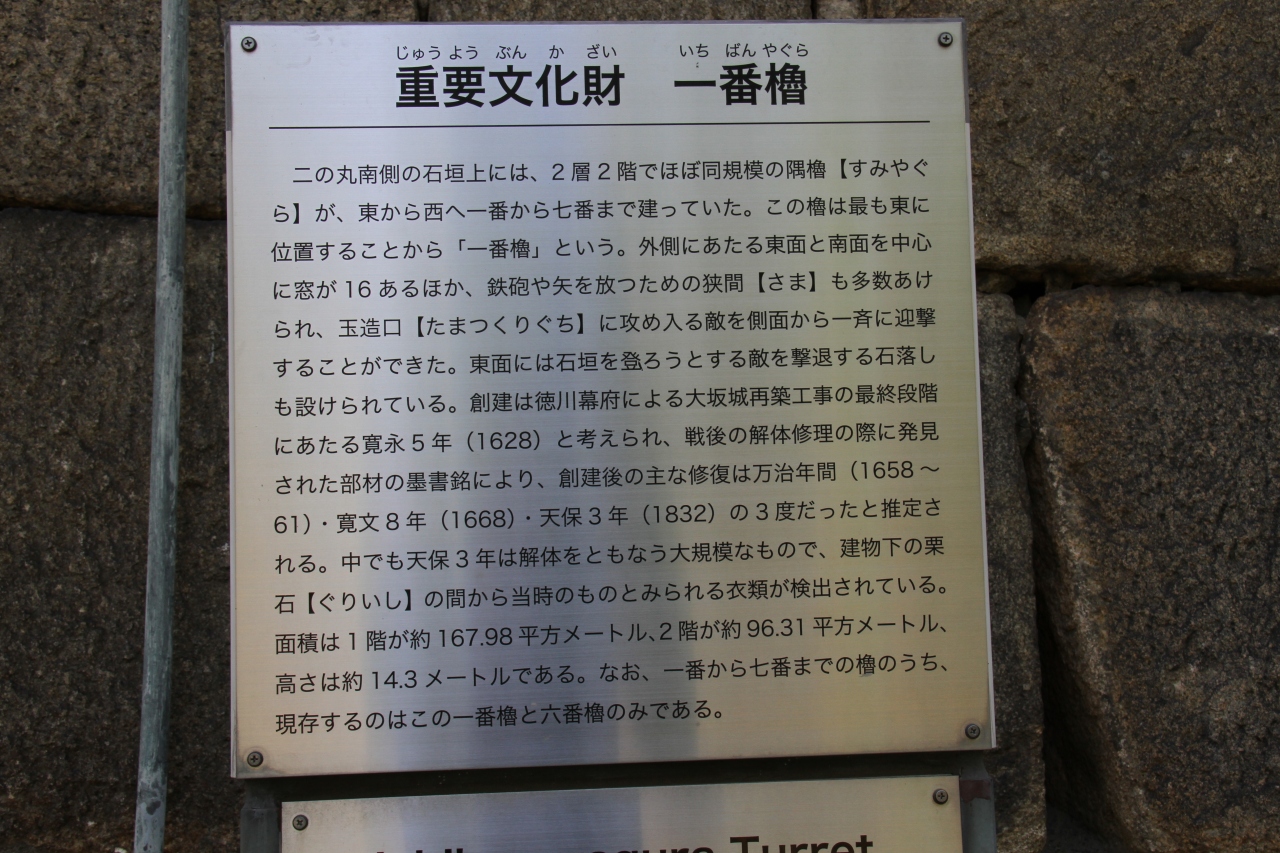 じゅう よう ぶん か ざい いち ばん やぐら
重要文化財 一番櫓
二の丸南側の石垣上には、2層2階でほぼ同規模の隅櫓【すみやぐ
ら】が、東から西へ一番から七番まで建っていた。この櫓は最も東に
位置することから「一番櫓」という。外側にあたる東面と南面を中心
に窓が16あるほか、鉄砲や矢を放つための狭間【さま】も多数あけ
られ、玉造口【たまつくりぐち】に攻め入る敵を側面から一斉に迎撃
することができた。東面には石垣を登ろうとする敵を撃退する石落し
も設けられている。創建は徳川幕府による大坂城再築工事の最終段階
にあたる寛永5年（1628）と考えられ、戦後の解体修理の際に発見
された部材の墨書銘により、創建後の主な修復は万治年間（1658～
61）・寛文8年（1668）・天保3年（1832）の3度だったと推定さ
れる。中でも天保3年は解体をともなう大規模なもので、建物下の栗
石【ぐりいし】の間から当時のものとみられる衣類が検出されている。
面積は1階が約167.98平方メートル、2階が約96.31平方メートル、
高さは約14.3メートルである。なお、一番から七番までの櫓のうち、
現存するのはこの一番櫓と六番櫓のみである。
Turret